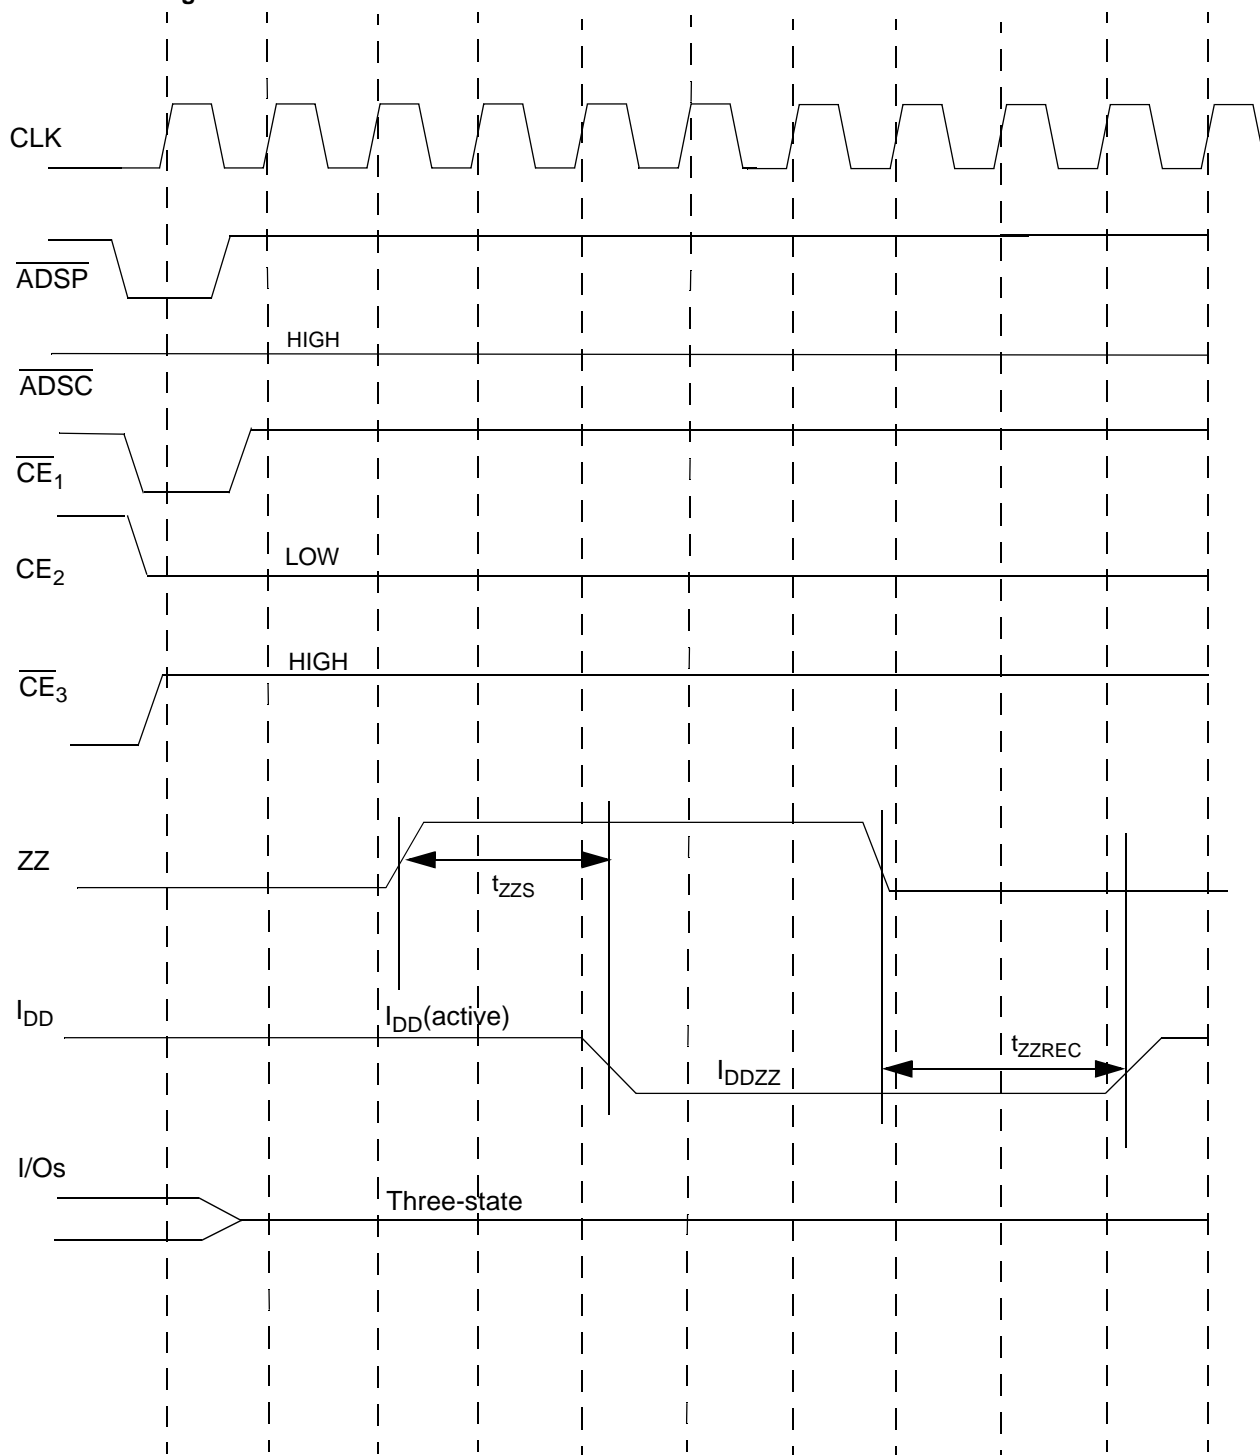 CLK
ADSP
HIGH
ADSC
CE1
LOW
CE2
HIGH
CE3
ZZ
tZZS
IDD
IDD(active)
tZZREC
IDDZZ
I/Os
Three-state